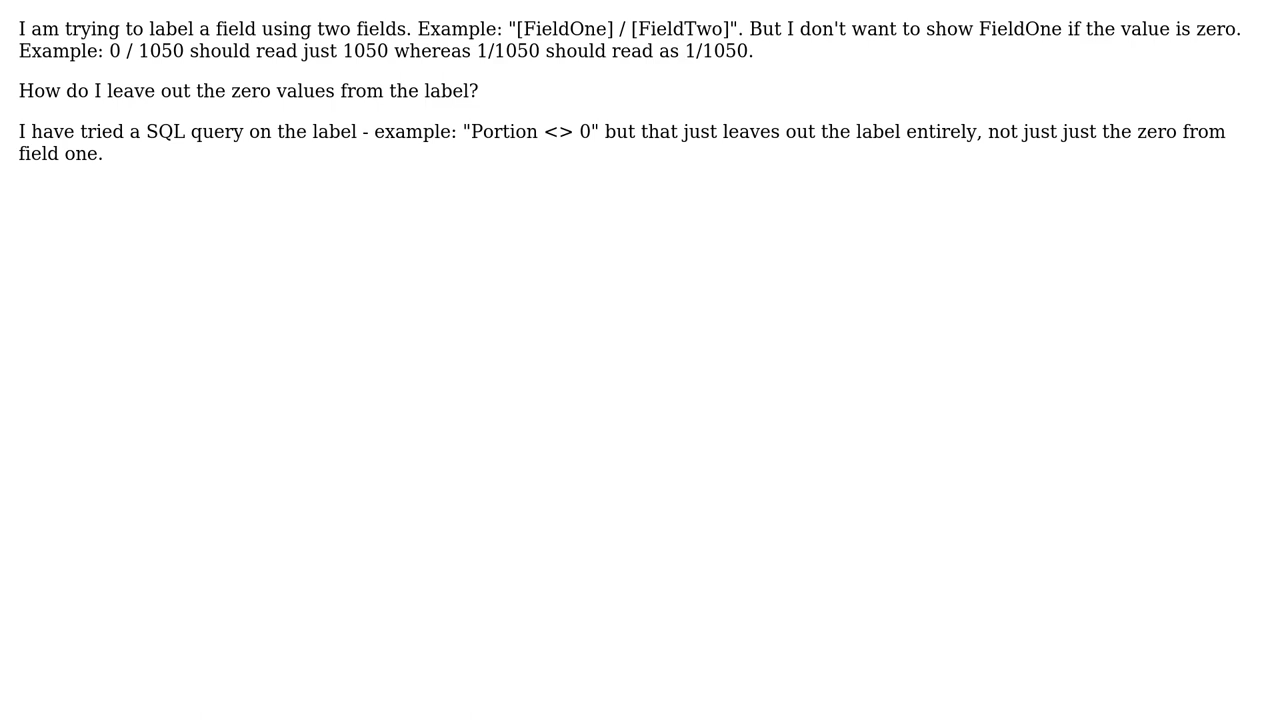 I am trying to label a field using two fields. Example: "[FieldOne] / [FieldTwo]". But I don't want to show FieldOne if the value is zero.
Example: 0 / 1050 should read just 1050 whereas 1/1050 should read as 1/1050.
How do I leave out the zero values from the label?
I have tried a SQL query on the label - example: "Portion <> 0" but that just leaves out the label entirely, not just just the zero from
field one.